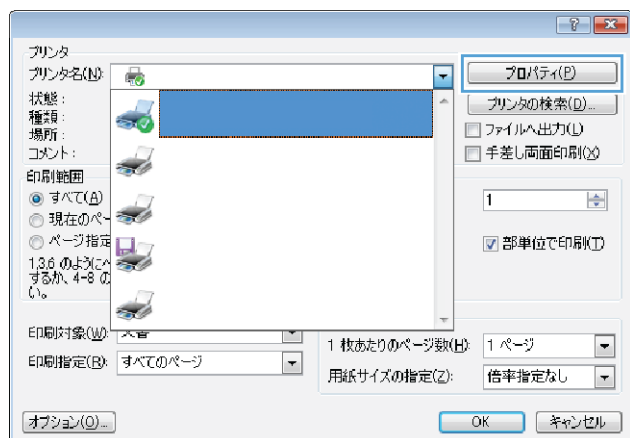 プリンタ
プリンタ名(N):
プロパティ(P)
状態 :
種類 :
場所 :
コメント :
プリンタの検索(D)...
ファイルへ出力(L)
手差し両面印刷(X)
印刷範囲
すべて(A)
現在のペー
ページ指定
1,3,6 のように
するか、4-8 の
い。
1
部単位で印刷(T)
印刷対象(W):
文書
印刷指定(R):
すべてのページ
1 枚あたりのページ数(H):
1 ページ
用紙サイズの指定(Z):
倍率指定なし
オプション(O)...
OK
キャンセル